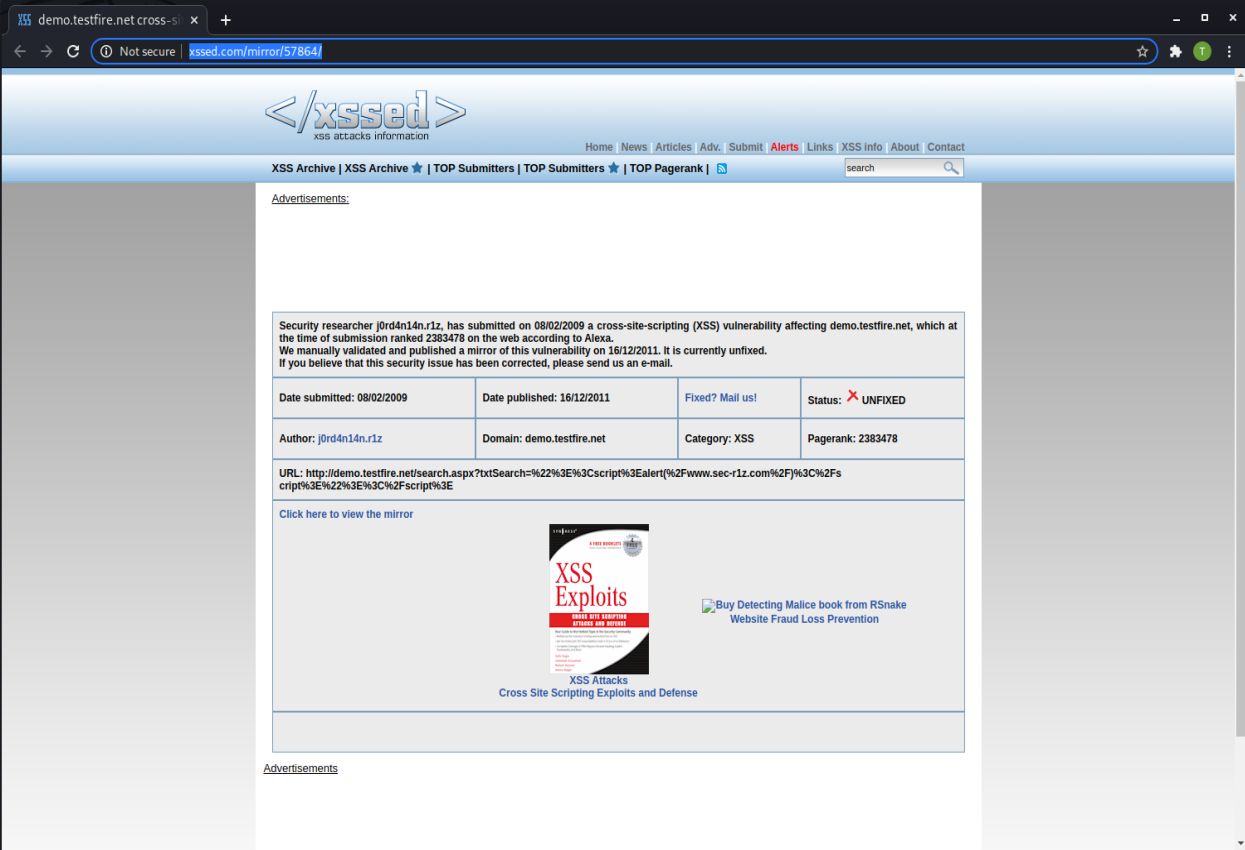 XSS demo.testfire.net cross-si
Not secure xssed.com/mirror/57864/
T
</xssed>
xss attacks information
Home | News | Articles | Adv. | Submit | Alerts | Links | XSS info | About | Contact
XSS Archive | XSS Archive | TOP Submitters | TOP Submitters | TOP Pagerank |
search
Advertisements:
Security researcher j0rd4n14n.r1z, has submitted on 08/02/2009 a cross-site-scripting (XSS) vulnerability affecting demo.testfire.net, which at
the time of submission ranked 2383478 on the web according to Alexa.
We manually validated and published a mirror of this vulnerability on 16/12/2011. It is currently unfixed.
If you believe that this security issue has been corrected, please send us an e-mail.
Date submitted: 08/02/2009 Date published: 16/12/2011 Fixed? Mail us! Status: UNFIXED
Author: j0rd4n14n.r1z Domain: demo.testfire.net Category: XSS Pagerank: 2383478
URL: http://demo.testfire.net/search.aspx?txtSearch=%22%3E%3Cscript%3Ealert(%2Fwww.sec-r1z.com%2F)%3C%2Fs
cript%3E%22%3E%3C%2Fscript%3E
Click here to view the mirror
SYNGRESS
4 FREE BOOKLETS
XSS
Exploits
CROSS SITE SCRIPTING
ATTACKS AND DEFENSE
Buy Detecting Malice book from RSnake
Website Fraud Loss Prevention
XSS Attacks
Cross Site Scripting Exploits and Defense
Advertisements